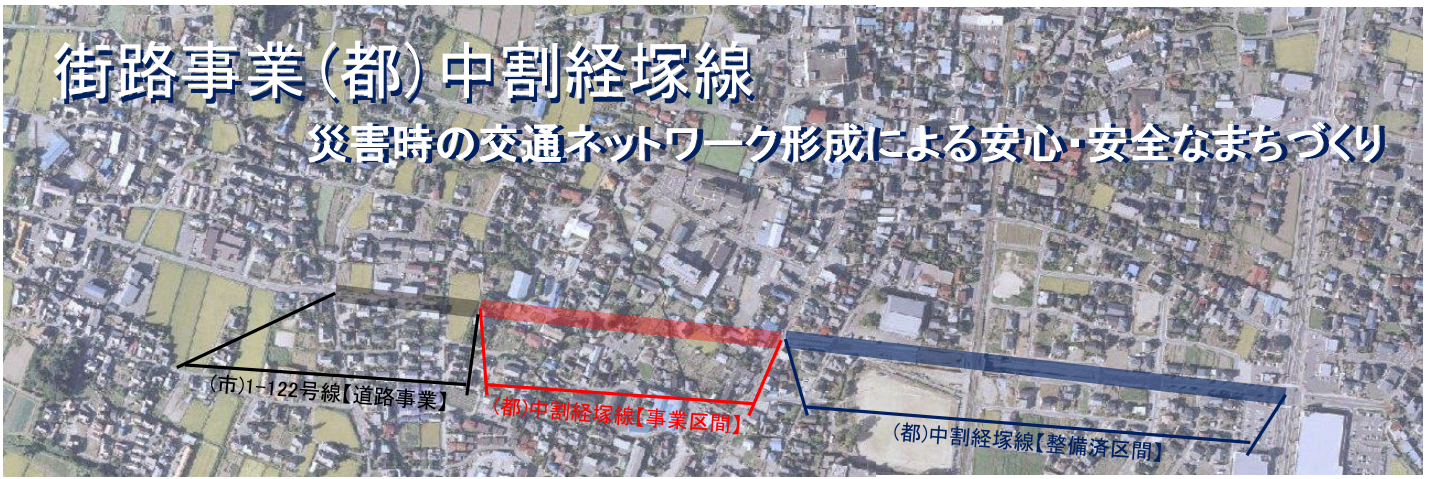 街路事業(都)中割経塚線
災害時の交通ネットワーク形成による安心・安全なまちづくり
(市)1-122号線【道路事業】
(都)中割経塚線【事業区間】
(都)中割経塚線【整備済区間】